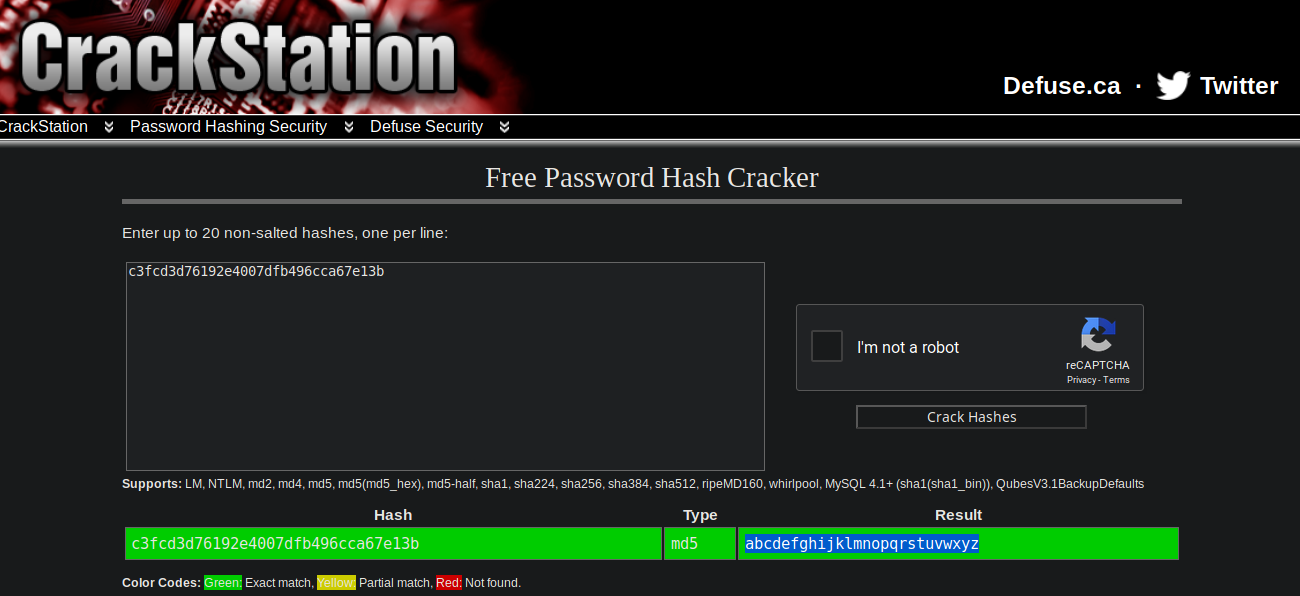 CrackStation
Defuse.ca · Twitter
CrackStation Password Hashing Security Defuse Security
Free Password Hash Cracker
Enter up to 20 non-salted hashes, one per line:
c3fcd3d76192e4007dfb496cca67e13b
I'm not a robot
reCAPTCHA
Privacy - Terms
Crack Hashes
Supports: LM, NTLM, md2, md4, md5, md5(md5_hex), md5-half, sha1, sha224, sha256, sha384, sha512, ripeMD160, whirlpool, MySQL 4.1+ (sha1(sha1_bin)), QubesV3.1BackupDefaults
Hash Type Result
c3fcd3d76192e4007dfb496cca67e13b md5 abcdefghijklmnopqrstuvwxyz
Color Codes: Green: Exact match, Yellow: Partial match, Red: Not found.